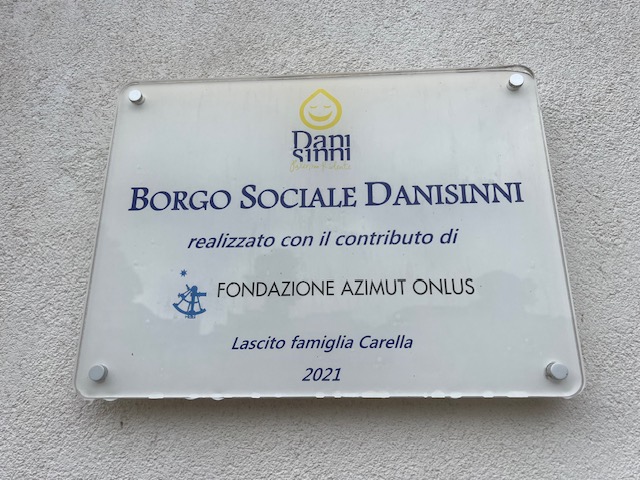 Dani
sinni
BORGO SOCIALE DANISINNI
realizzato con il contributo di
FONDAZIONE AZIMUT ONLUS
Lascito famiglia Carella
2021